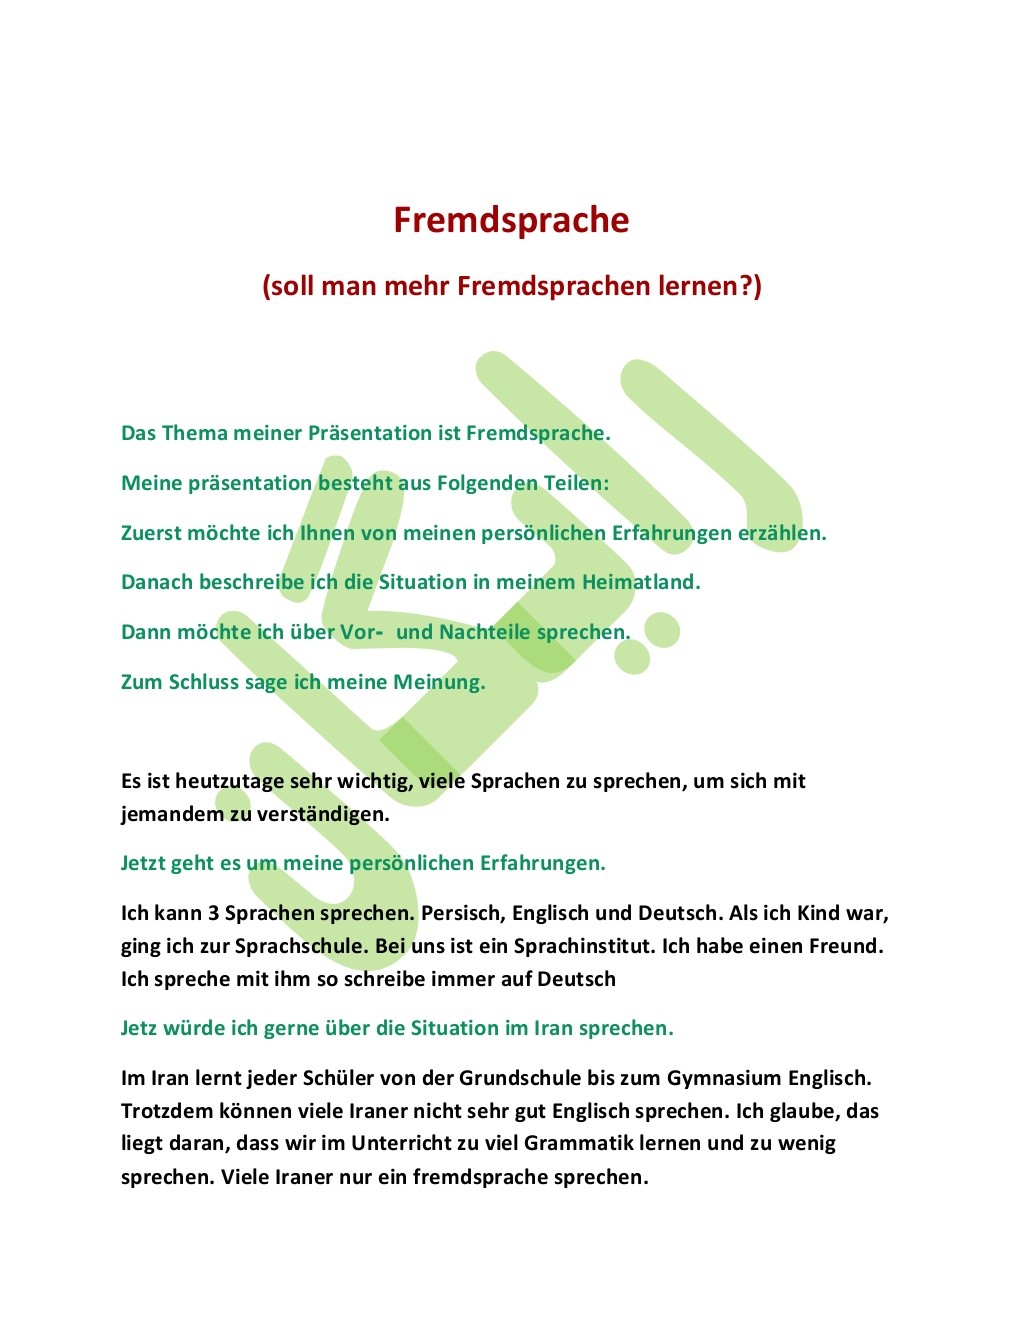 Fremdsprache
(soll man mehr Fremdsprachen lernen?)
Das Thema meiner Präsentation ist Fremdsprache.
Meine präsentation besteht aus Folgenden Teilen:
Zuerst möchte ich Ihnen von meinen persönlichen Erfahrungen erzählen.
Danach beschreibe ich die Situation in meinem Heimatland.
Dann möchte ich über Vor-  und Nachteile sprechen.
Zum Schluss sage ich meine Meinung.
Es ist heutzutage sehr wichtig, viele Sprachen zu sprechen, um sich mit
jemandem zu verständigen.
Jetzt geht es um meine persönlichen Erfahrungen.
Ich kann 3 Sprachen sprechen. Persisch, Englisch und Deutsch. Als ich Kind war,
ging ich zur Sprachschule. Bei uns ist ein Sprachinstitut. Ich habe einen Freund.
Ich spreche mit ihm so schreibe immer auf Deutsch
Jetz würde ich gerne über die Situation im Iran sprechen.
Im Iran lernt jeder Schüler von der Grundschule bis zum Gymnasium Englisch.
Trotzdem können viele Iraner nicht sehr gut Englisch sprechen. Ich glaube, das
liegt daran, dass wir im Unterricht zu viel Grammatik lernen und zu wenig
sprechen. Viele Iraner nur ein fremdsprache sprechen.